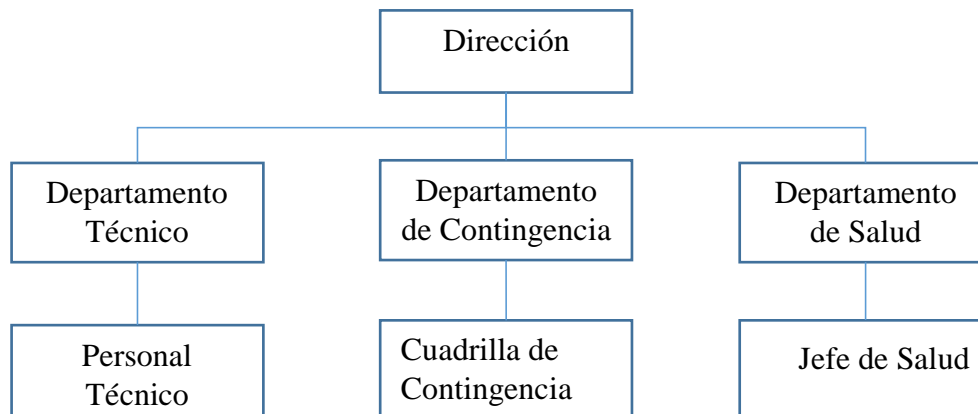 Dirección
Departamento
Técnico
Departamento
de Contingencia
Departamento
de Salud
Personal
Técnico
Cuadrilla de
Contingencia
Jefe de Salud